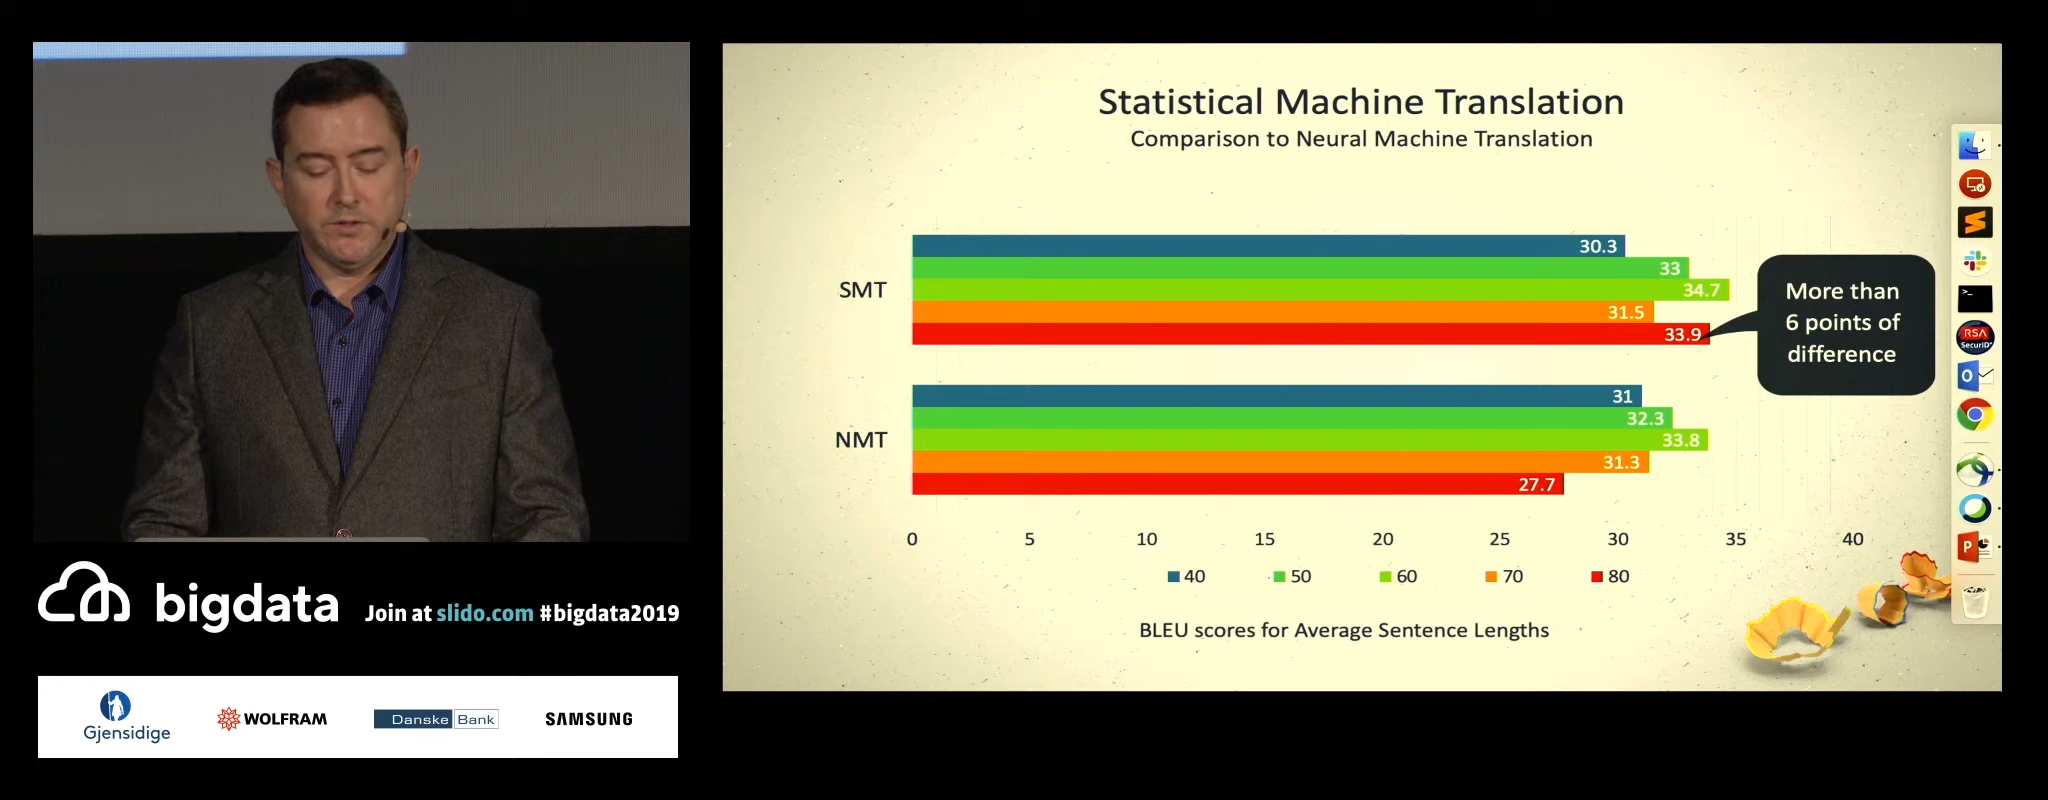 Statistical Machine Translation
Comparison to Neural Machine Translation
SMT
30.3
33
34.7
31.5
33.9
More than
6 points of
difference
NMT
31
32.3
33.8
31.3
27.7
0 5 10 15 20 25 30 35 40
40 50 60 70 80
BLEU scores for Average Sentence Lengths
>_
RSA
SecurID
O
P
bigdata
Join at slido.com #bigdata2019
Gjensidige
WOLFRAM
Danske Bank
SAMSUNG